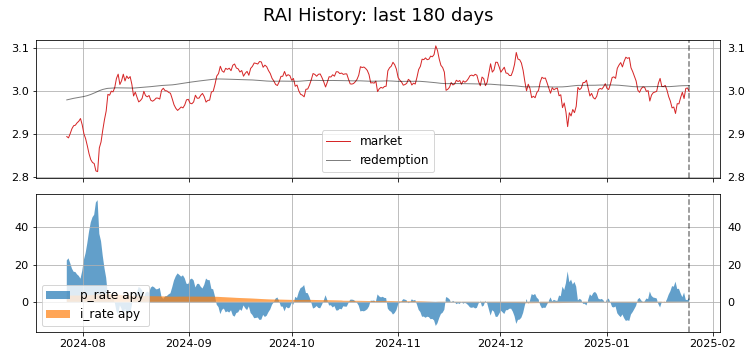 RAI History: last 180 days
3.1 3.1
3.0 3.0
2.9 2.9
2.8 2.8
market
redemption
40 40
20 20
0 0
p_rate apy
i_rate apy
2024-08 2024-09 2024-10 2024-11 2024-12 2025-01 2025-02